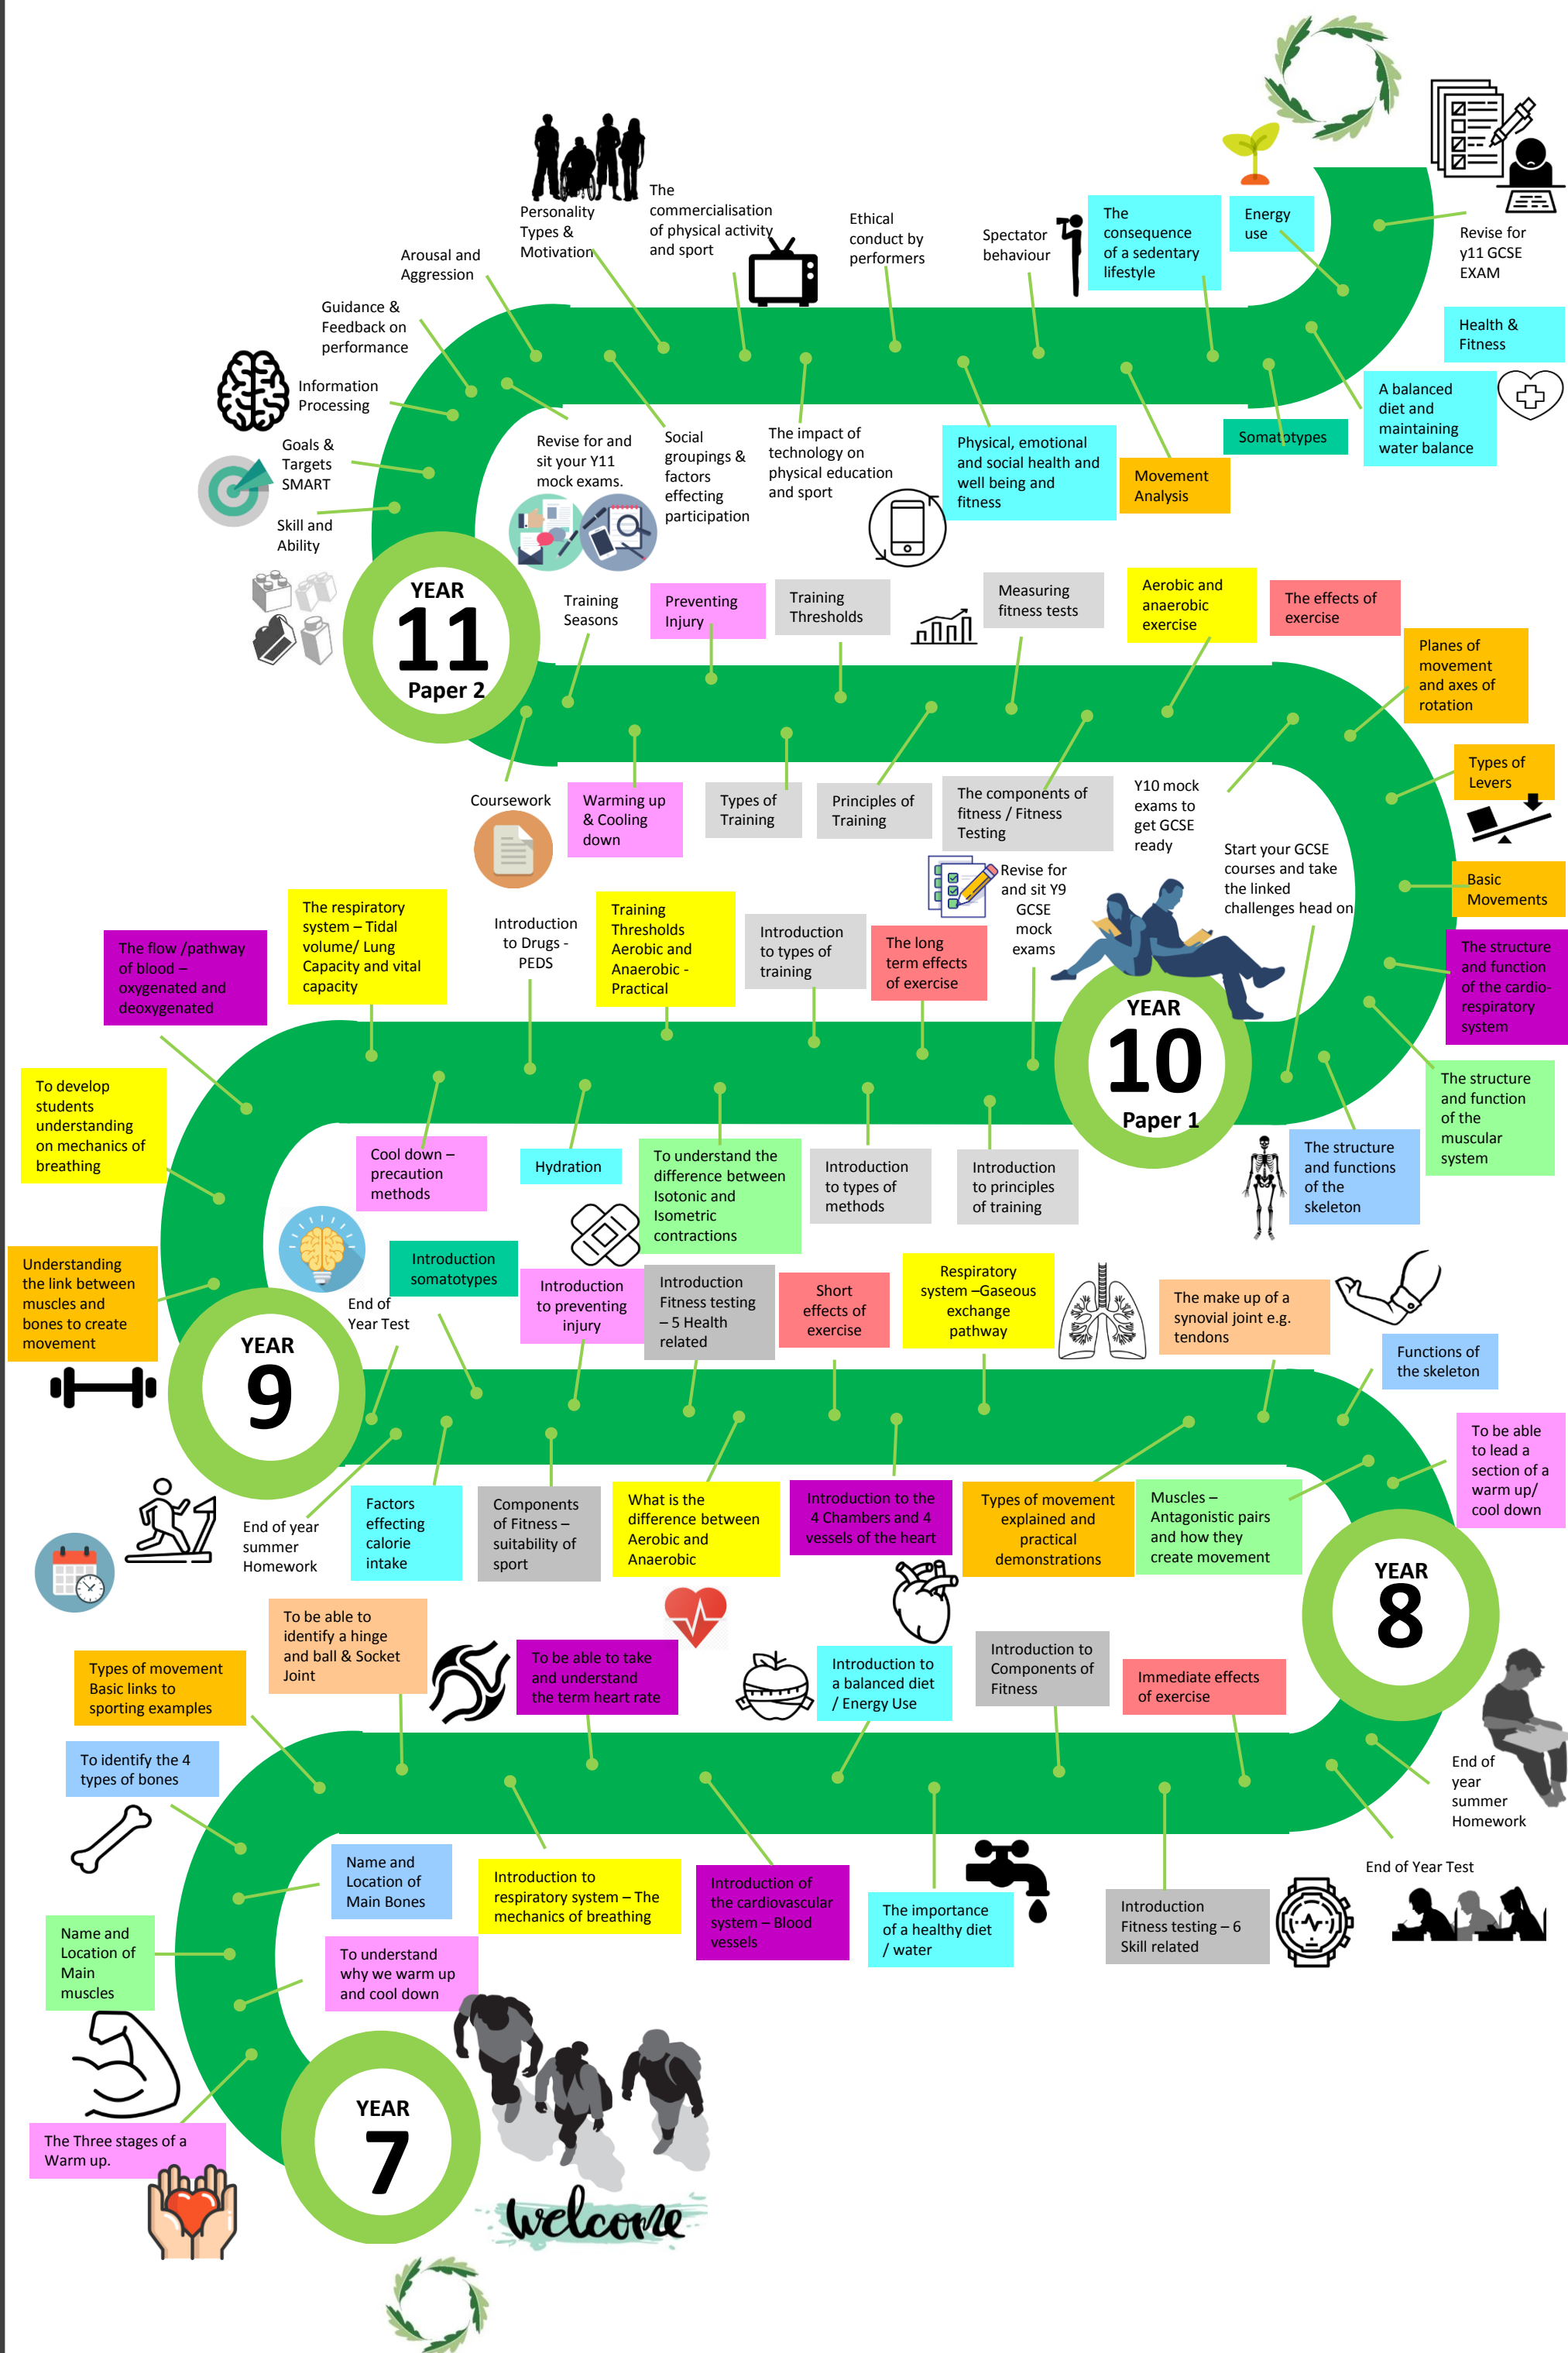 Personality
Types &
Motivation
The
commercialisation
of physical activity
and sport
Ethical
conduct by
performers
Spectator
behaviour
The
consequence
of a sedentary
lifestyle
Energy
use
Revise for
y11 GCSE
EXAM
Arousal and
Aggression
Guidance &
Feedback on
performance
Health &
Fitness
Information
Processing
A balanced
diet and
maintaining
water balance
Goals &
Targets
SMART
Skill and
Ability
Revise for and
sit your Y11
mock exams.
Social
groupings &
factors
effecting
participation
The impact of
technology on
physical education
and sport
Physical, emotional
and social health and
well being and
fitness
Movement
Analysis
Somatotypes
YEAR
11
Paper 2
Training
Seasons
Preventing
Injury
Training
Thresholds
Measuring
fitness tests
Aerobic and
anaerobic
exercise
The effects of
exercise
Planes of
movement
and axes of
rotation
Types of
Levers
Coursework
Warming up
& Cooling
down
Types of
Training
Principles of
Training
The components of
fitness / Fitness
Testing
Y10 mock
exams to
get GCSE
ready
Start your GCSE
courses and take
the linked
challenges head on
Basic
Movements
The flow /pathway
of blood –
oxygenated and
deoxygenated
The respiratory
system – Tidal
volume/ Lung
Capacity and vital
capacity
Introduction
to Drugs -
PEDS
Training
Thresholds
Aerobic and
Anaerobic -
Practical
Introduction
to types of
training
The long
term effects
of exercise
Revise for
and sit Y9
GCSE
mock
exams
The structure
and function
of the cardio-
respiratory
system
YEAR
10
Paper 1
To develop
students
understanding
on mechanics of
breathing
The structure
and function
of the
muscular
system
Cool down –
precaution
methods
Hydration
To understand the
difference between
Isotonic and
Isometric
contractions
Introduction
to types of
methods
Introduction
to principles
of training
The structure
and functions
of the
skeleton
Understanding
the link between
muscles and
bones to create
movement
End of
Year Test
Introduction
somatotypes
Introduction
to preventing
injury
Introduction
Fitness testing
– 5 Health
related
Short
effects of
exercise
Respiratory
system –Gaseous
exchange
pathway
The make up of a
synovial joint e.g.
tendons
Functions of
the skeleton
YEAR
9
To be able
to lead a
section of a
warm up/
cool down
End of year
summer
Homework
Factors
effecting
calorie
intake
Components
of Fitness –
suitability of
sport
What is the
difference between
Aerobic and
Anaerobic
Introduction to the
4 Chambers and 4
vessels of the heart
Types of movement
explained and
practical
demonstrations
Muscles –
Antagonistic pairs
and how they
create movement
YEAR
8
Types of movement
Basic links to
sporting examples
To be able to
identify a hinge
and ball & Socket
Joint
To be able to take
and understand
the term heart rate
Introduction to
a balanced diet
/ Energy Use
Introduction to
Components of
Fitness
Immediate effects
of exercise
To identify the 4
types of bones
End of
year
summer
Homework
Name and
Location of
Main Bones
Introduction to
respiratory system – The
mechanics of breathing
Introduction of
the cardiovascular
system – Blood
vessels
The importance
of a healthy diet
/ water
Introduction
Fitness testing – 6
Skill related
End of Year Test
Name and
Location of
Main
muscles
To understand
why we warm up
and cool down
The Three stages of a
Warm up.
YEAR
7
welcome